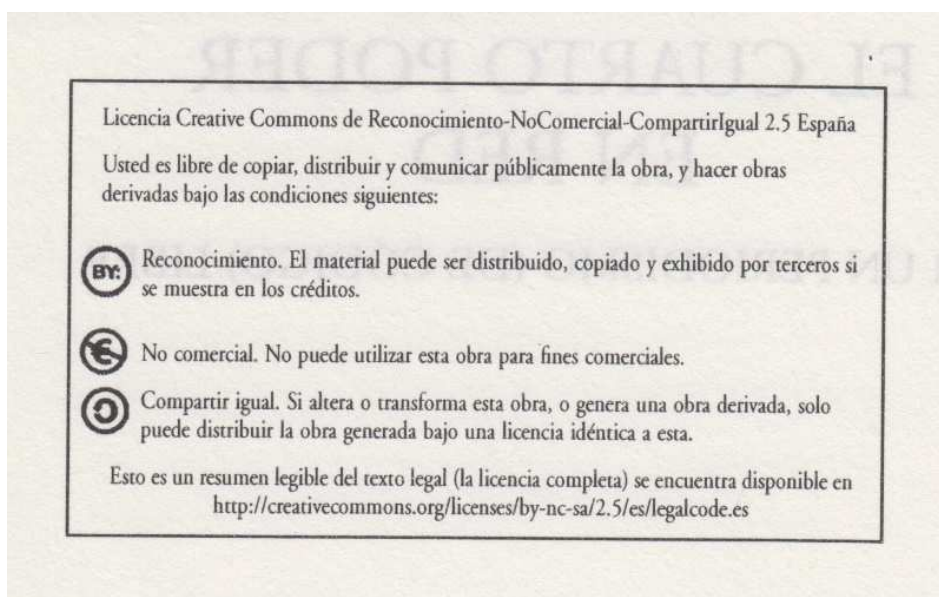 Licencia Creative Commons de Reconocimiento-NoComercial-CompartirIgual 2.5 España
Usted es libre de copiar, distribuir y comunicar públicamente la obra, y hacer obras
derivadas bajo las condiciones siguientes:
BY:
Reconocimiento. El material puede ser distribuido, copiado y exhibido por terceros si
se muestra en los créditos.
No comercial. No puede utilizar esta obra para fines comerciales.
Compartir igual. Si altera o transforma esta obra, o genera una obra derivada, solo
puede distribuir la obra generada bajo una licencia idéntica a esta.
Esto es un resumen legible del texto legal (la licencia completa) se encuentra disponible en
http://creativecommons.org/licenses/by-nc-sa/2.5/es/legalcode.es